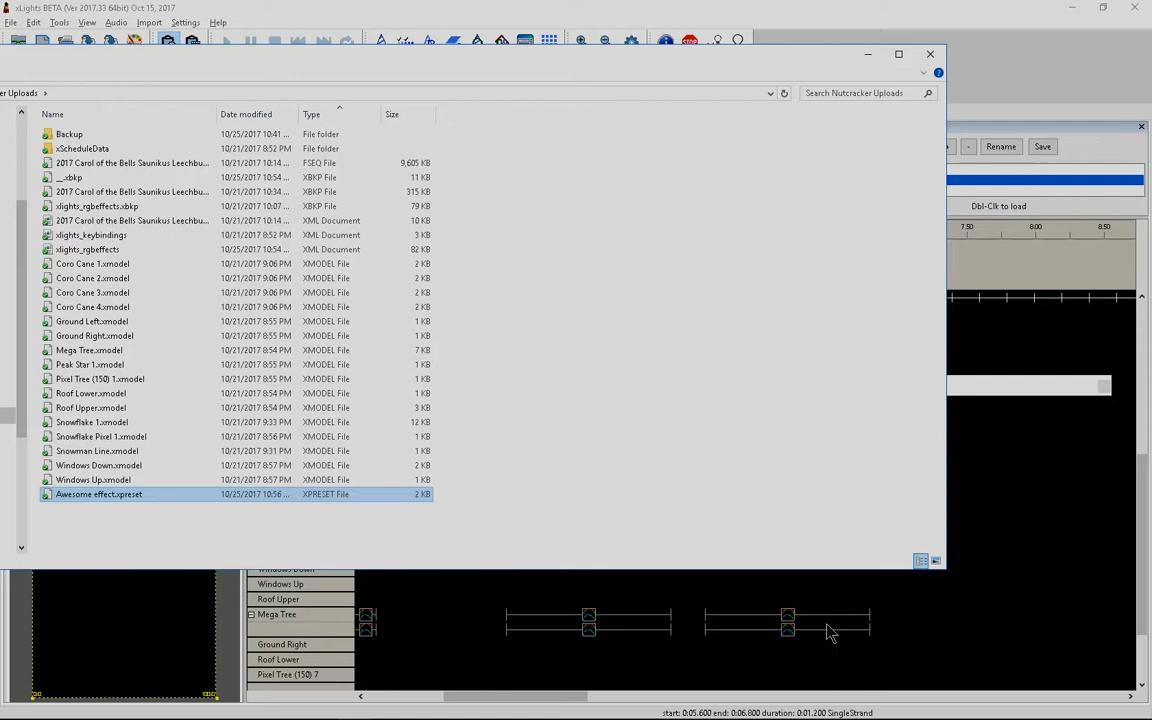 xLights BETA (Ver 2017.33 64bit) Oct 15, 2017
File Edit Tools View Audio Import Settings Help
STOP
er Uploads
Search Nutcracker Uploads
Name Date modified Type Size
Backup 10/25/2017 10:41 ... File folder
xScheduleData 10/21/2017 8:52 PM File folder
2017 Carol of the Bells Saunikus Leechbu... 10/25/2017 10:14 ... FSEQ File 9,605 KB
__.xbkp 10/25/2017 10:54 ... XBKP File 11 KB
2017 Carol of the Bells Saunikus Leechbu... 10/25/2017 10:34 ... XBKP File 315 KB
xlights_rgbeffects.xbkp 10/25/2017 10:07 ... XBKP File 79 KB
2017 Carol of the Bells Saunikus Leechbu... 10/25/2017 10:14 ... XML Document 10 KB
xlights_keybindings 10/21/2017 8:52 PM XML Document 3 KB
xlights_rgbeffects 10/25/2017 10:54 ... XML Document 82 KB
Coro Cane 1.xmodel 10/21/2017 9:06 PM XMODEL File 2 KB
Coro Cane 2.xmodel 10/21/2017 9:06 PM XMODEL File 2 KB
Coro Cane 3.xmodel 10/21/2017 9:06 PM XMODEL File 2 KB
Coro Cane 4.xmodel 10/21/2017 9:06 PM XMODEL File 2 KB
Ground Left.xmodel 10/21/2017 8:55 PM XMODEL File 1 KB
Ground Right.xmodel 10/21/2017 8:55 PM XMODEL File 1 KB
Mega Tree.xmodel 10/21/2017 8:54 PM XMODEL File 7 KB
Peak Star 1.xmodel 10/21/2017 8:55 PM XMODEL File 1 KB
Pixel Tree (150) 1.xmodel 10/21/2017 8:55 PM XMODEL File 1 KB
Roof Lower.xmodel 10/21/2017 8:54 PM XMODEL File 1 KB
Roof Upper.xmodel 10/21/2017 8:54 PM XMODEL File 3 KB
Snowflake 1.xmodel 10/21/2017 9:33 PM XMODEL File 12 KB
Snowflake Pixel 1.xmodel 10/21/2017 8:56 PM XMODEL File 1 KB
Snowman Line.xmodel 10/21/2017 9:31 PM XMODEL File 1 KB
Windows Down.xmodel 10/21/2017 8:57 PM XMODEL File 2 KB
Windows Up.xmodel 10/21/2017 8:57 PM XMODEL File 1 KB
Awesome effect.xpreset 10/25/2017 10:56 ... XPRESET File 2 KB
- Rename Save
Dbl-Clk to load
7.50 8.00 8.50
Windows Down
Windows Up
Roof Upper
Mega Tree
Ground Right
Roof Lower
Pixel Tree (150) 7
start: 0:05.600 end: 0:06.800 duration: 0:01.200 SingleStrand